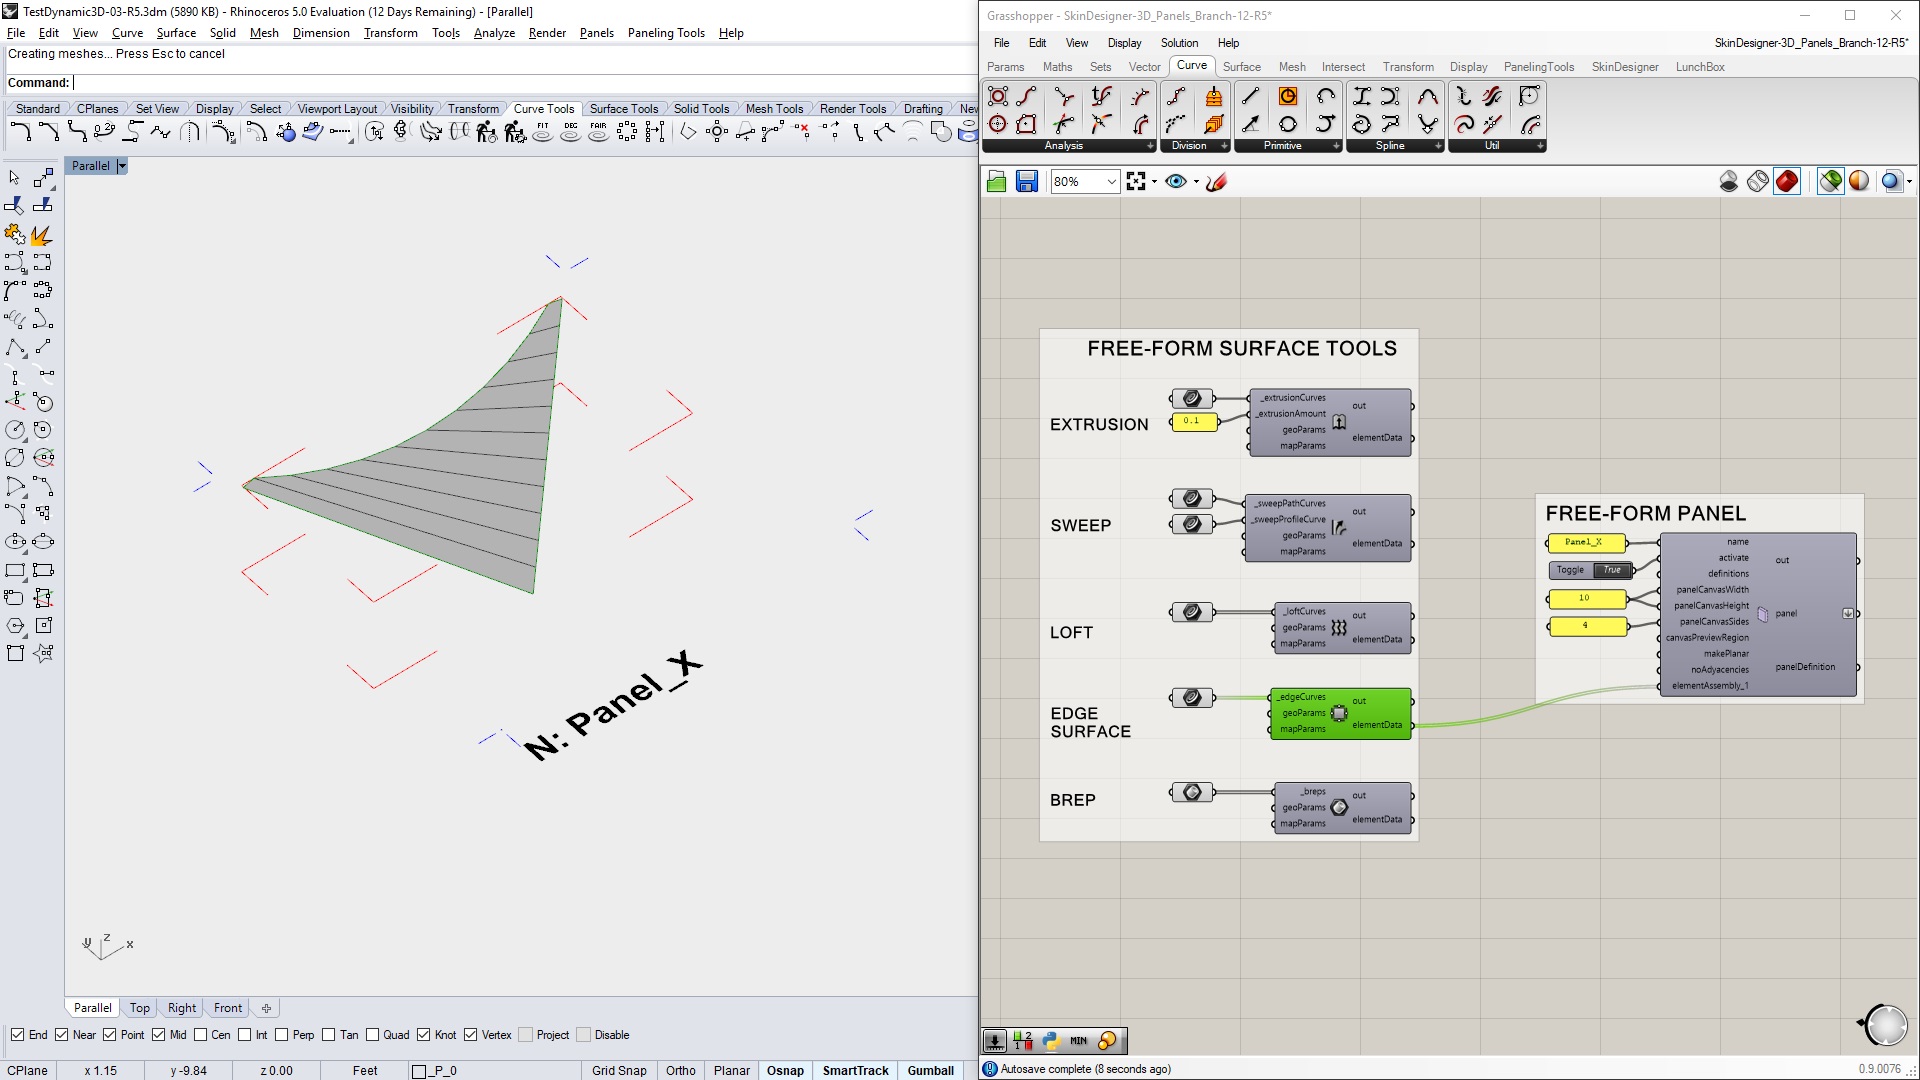 TestDynamic3D-03-R5.3dm (5890 KB) - Rhinoceros 5.0 Evaluation (12 Days Remaining) - [Parallel]
File Edit View Curve Surface Solid Mesh Dimension Transform Tools Analyze Render Panels Paneling Tools Help
Creating meshes... Press Esc to cancel
Command:
Standard CPlanes Set View Display Select Viewport Layout Visibility Transform Curve Tools Surface Tools Solid Tools Mesh Tools Render Tools Drafting
FIT DEG FAIR
Parallel
N: Panel_X
y z x
Parallel Top Right Front
End Near Point Mid Cen Int Perp Tan Quad Knot Vertex Project Disable
CPlane x 1.15 y -9.84 z 0.00 Feet _P_0 Grid Snap Ortho Planar Osnap SmartTrack Gumball
Grasshopper - SkinDesigner-3D_Panels_Branch-12-R5*
File Edit View Display Solution Help SkinDesigner-3D_Panels_Branch-12-R5*
Params Maths Sets Vector Curve Surface Mesh Intersect Transform Display PanelingTools SkinDesigner LunchBox
Analysis Division Primitive Spline Util
80%
FREE-FORM SURFACE TOOLS
EXTRUSION
0.1
_extrusionCurves
_extrusionAmount
geoParams
mapParams
out
elementData
SWEEP
_sweepPathCurves
_sweepProfileCurve
geoParams
mapParams
out
elementData
LOFT
_loftCurves
geoParams
mapParams
out
elementData
EDGE
SURFACE
_edgeCurves
geoParams
mapParams
out
elementData
BREP
_breps
geoParams
mapParams
out
elementData
FREE-FORM PANEL
Panel_X
Toggle True
10
4
name
activate
definitions
panelCanvasWidth
panelCanvasHeight
panelCanvasSides
canvasPreviewRegion
makePlanar
noAdyacencies
elementAssembly_1
out
panel
panelDefinition
1 2 MIN
Autosave complete (8 seconds ago) 0.9.0076